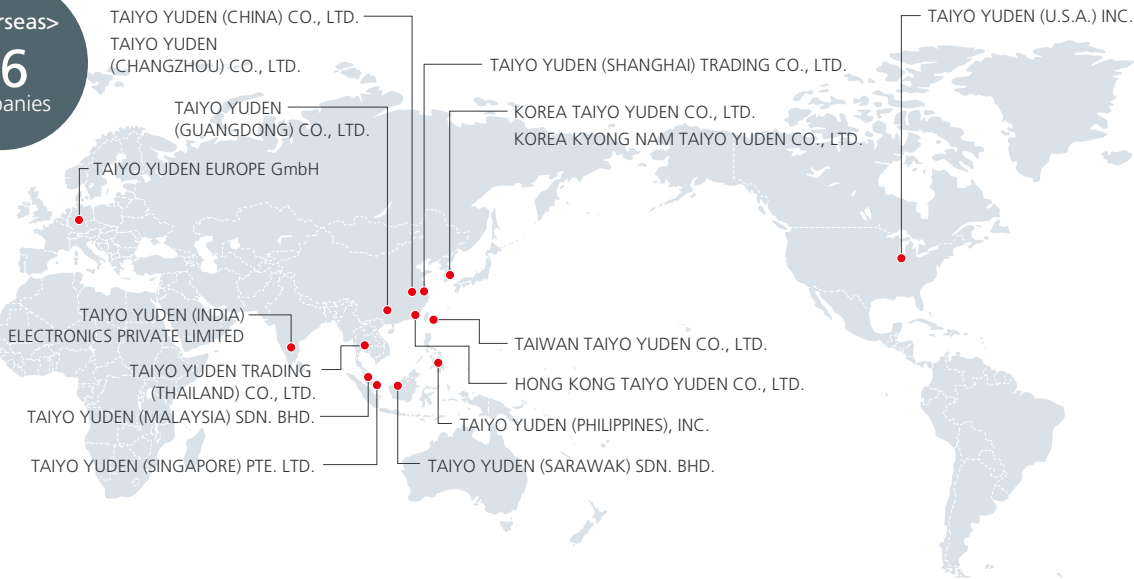 6
TAIYO YUDEN (CHINA) CO., LTD.
TAIYO YUDEN
(CHANGZHOU) CO., LTD.
TAIYO YUDEN
(GUANGDONG) CO., LTD.
TAIYO YUDEN EUROPE GmbH
TAIYO YUDEN (SHANGHAI) TRADING CO., LTD.
KOREA TAIYO YUDEN CO., LTD.
KOREA KYONG NAM TAIYO YUDEN CO., LTD.
TAIYO YUDEN (U.S.A.) INC.
TAIYO YUDEN (INDIA)
ELECTRONICS PRIVATE LIMITED
TAIYO YUDEN TRADING
(THAILAND) CO., LTD.
TAIYO YUDEN (MALAYSIA) SDN. BHD.
TAIYO YUDEN (SINGAPORE) PTE. LTD.
TAIWAN TAIYO YUDEN CO., LTD.
HONG KONG TAIYO YUDEN CO., LTD.
TAIYO YUDEN (PHILIPPINES), INC.
TAIYO YUDEN (SARAWAK) SDN. BHD.